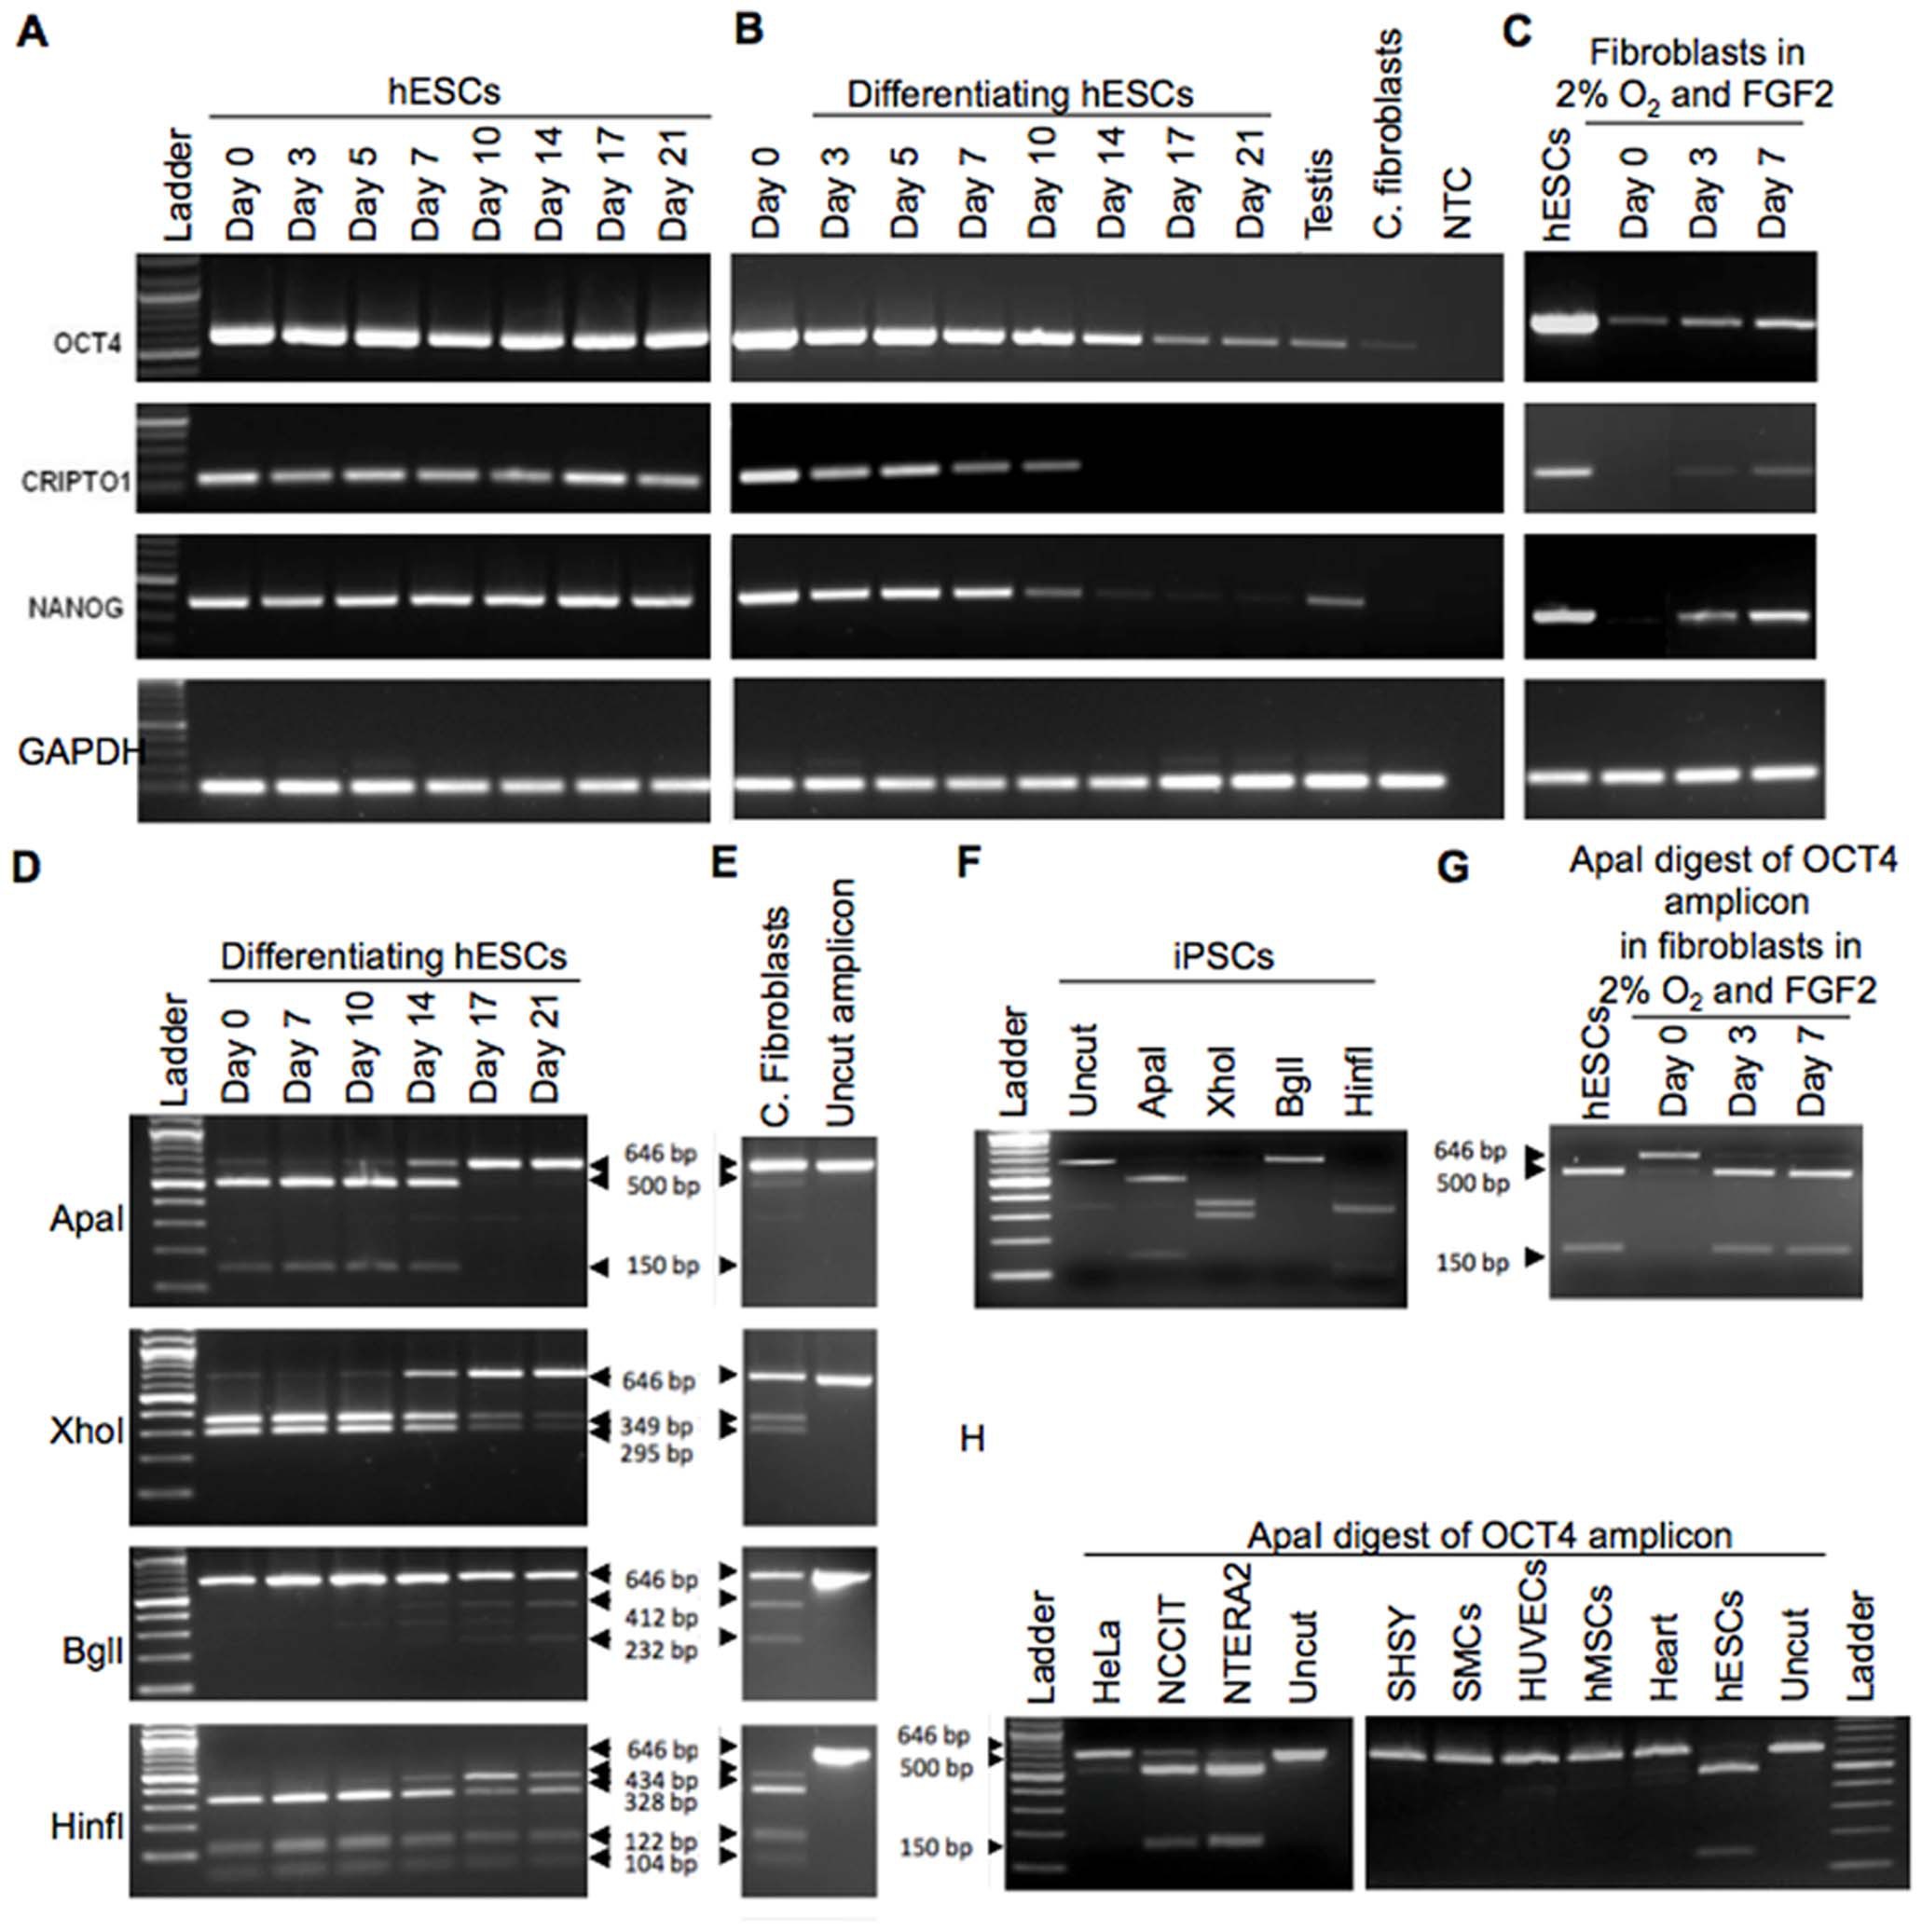 A
hESCs
Ladder
Day 0
Day 3
Day 5
Day 7
Day 10
Day 14
Day 17
Day 21
B
Differentiating hESCs
Day 0
Day 3
Day 5
Day 7
Day 10
Day 14
Day 17
Day 21
Testis
C. fibroblasts
NTC
C
Fibroblasts in
2% O2 and FGF2
hESCs
Day 0
Day 3
Day 7
OCT4
CRIPTO1
NANOG
GAPDH
D
Differentiating hESCs
Ladder
Day 0
Day 7
Day 10
Day 14
Day 17
Day 21
ApaI
646 bp
500 bp
150 bp
XhoI
646 bp
349 bp
295 bp
BglI
646 bp
412 bp
232 bp
HinfI
646 bp
434 bp
328 bp
122 bp
104 bp
E
C. Fibroblasts
Uncut amplicon
F
iPSCs
Ladder
Uncut
ApaI
XhoI
BglI
HinfI
G
ApaI digest of OCT4
amplicon
in fibroblasts in
2% O2 and FGF2
hESCs
Day 0
Day 3
Day 7
646 bp
500 bp
150 bp
H
ApaI digest of OCT4 amplicon
Ladder
HeLa
NCCIT
NTERA2
Uncut
SHSY
SMCs
HUVECs
hMSCs
Heart
hESCs
Uncut
Ladder
646 bp
500 bp
150 bp